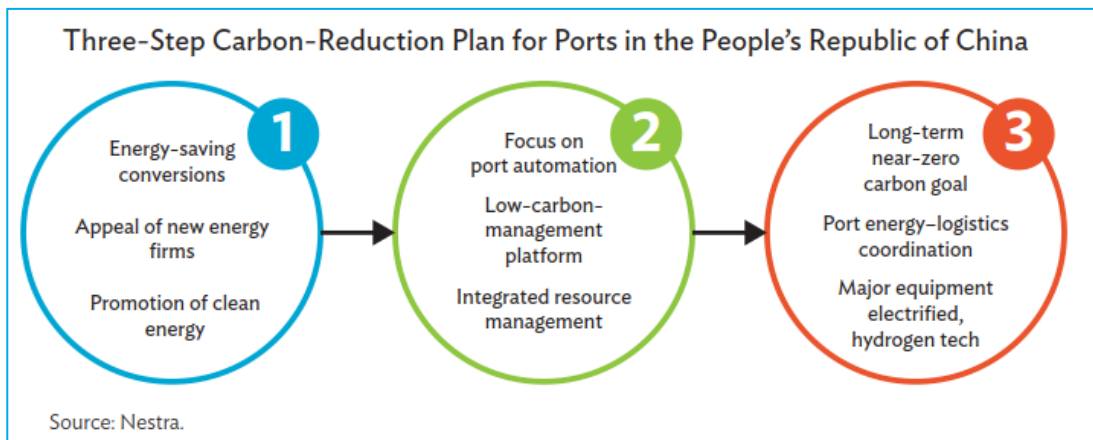 Three-Step Carbon-Reduction Plan for Ports in the People's Republic of China
1
Energy-saving
conversions
Appeal of new energy
firms
Promotion of clean
energy
2
Focus on
port automation
Low-carbon-
management
platform
Integrated resource
management
3
Long-term
near-zero
carbon goal
Port energy–logistics
coordination
Major equipment
electrified,
hydrogen tech
Source: Nestra.